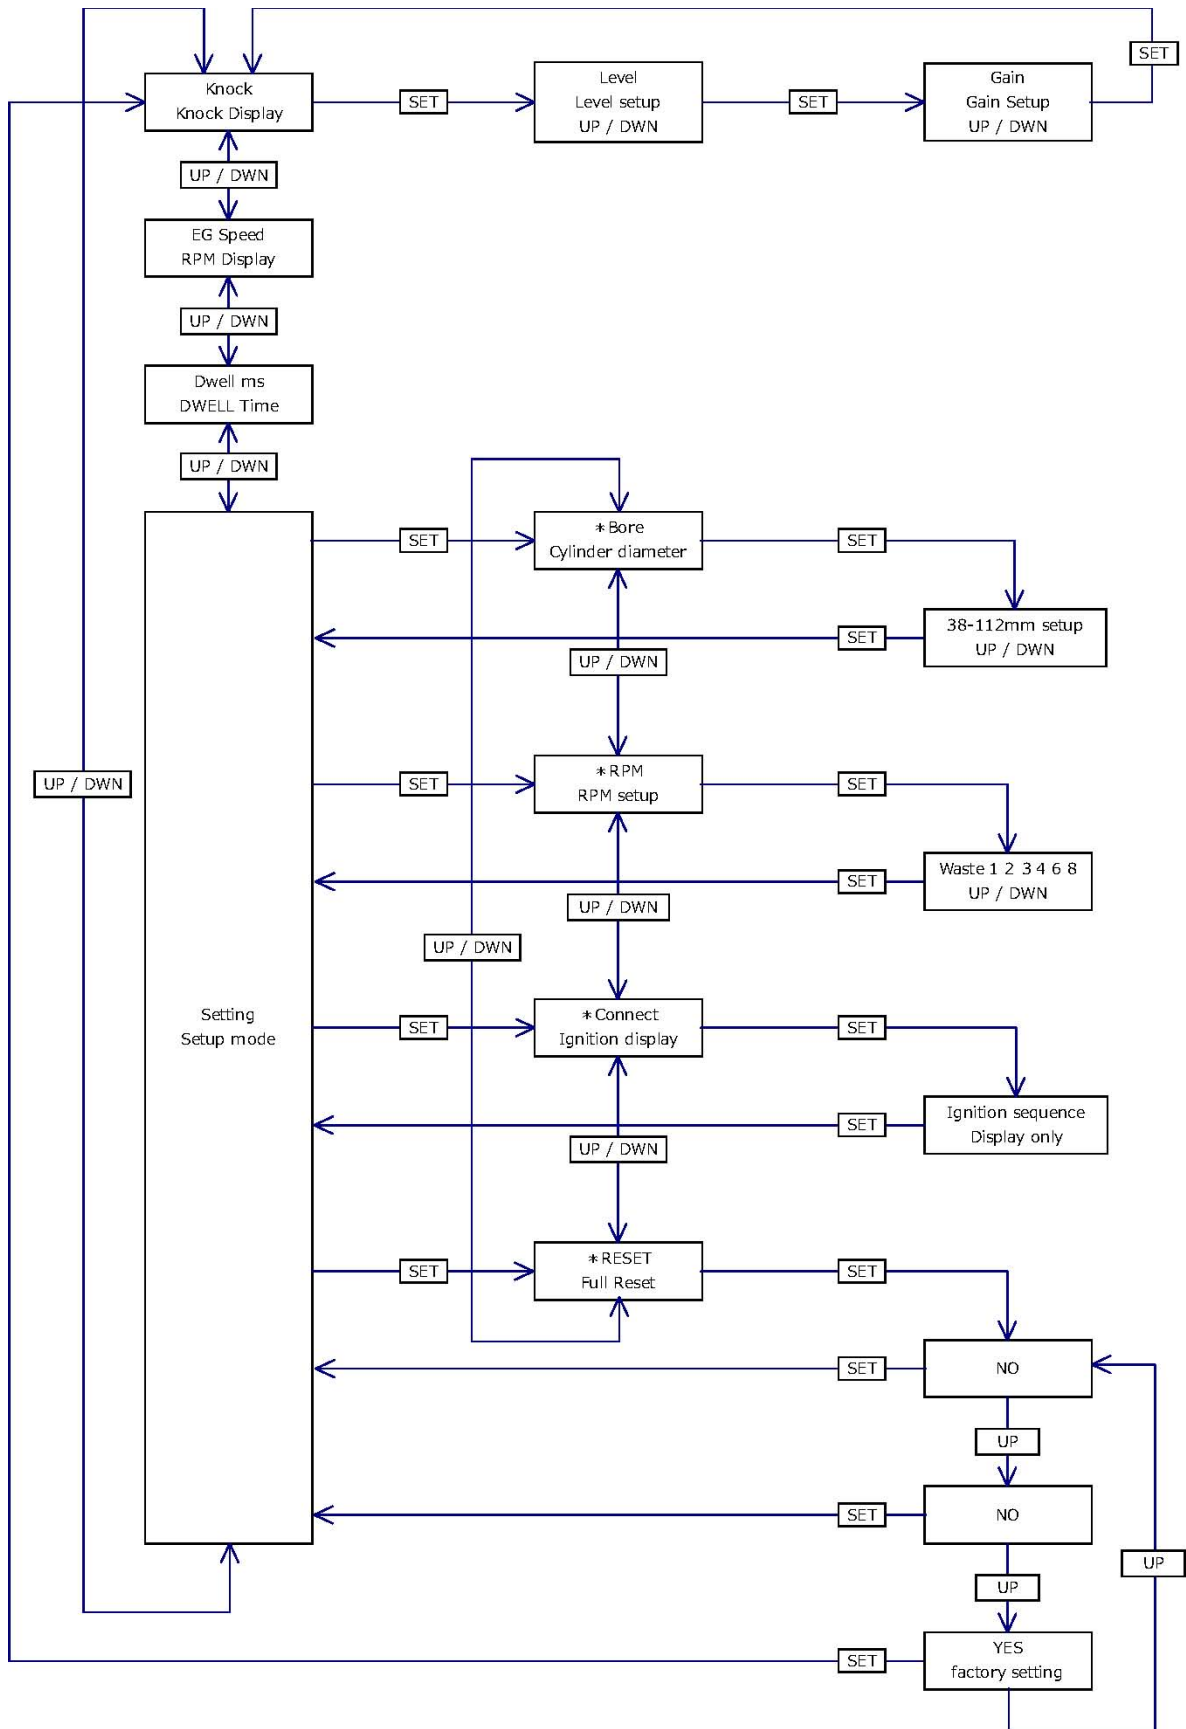 SET
Knock
Knock Display
SET
Level
Level setup
UP / DWN
SET
Gain
Gain Setup
UP / DWN
UP / DWN
EG Speed
RPM Display
UP / DWN
Dwell ms
DWELL Time
UP / DWN
SET
*Bore
Cylinder diameter
SET
38-112mm setup
UP / DWN
SET
UP / DWN
*RPM
RPM setup
SET
SET
UP / DWN
Waste 1 2 3 4 6 8
UP / DWN
SET
UP / DWN
UP / DWN
Setting
Setup mode
SET
*Connect
Ignition display
SET
Ignition sequence
Display only
SET
UP / DWN
*RESET
Full Reset
SET
SET
NO
SET
UP
NO
SET
UP
UP
YES
factory setting
SET